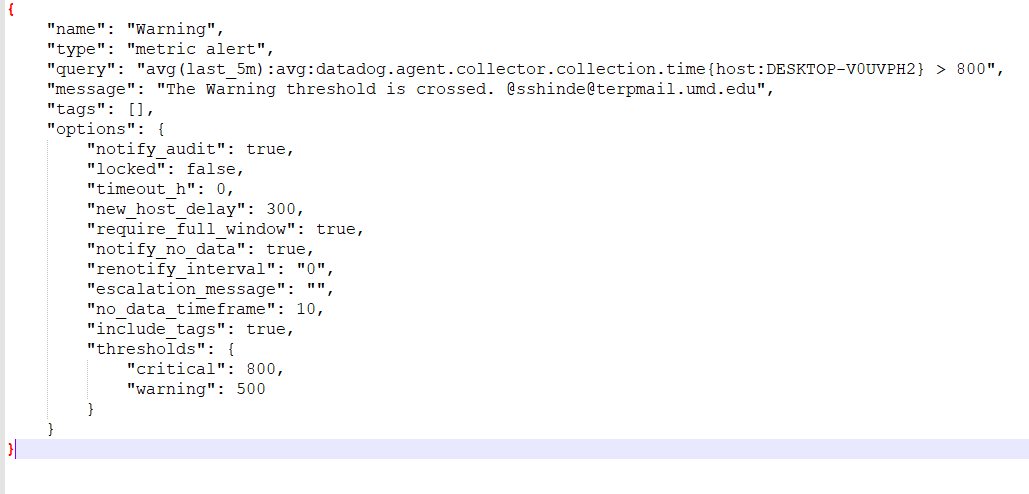 {
    "name": "Warning",
    "type": "metric alert",
    "query": "avg(last_5m):avg:datadog.agent.collector.collection.time{host:DESKTOP-V0UVPH2} > 800",
    "message": "The Warning threshold is crossed. @sshinde@terpmail.umd.edu",
    "tags": [],
    "options": {
        "notify_audit": true,
        "locked": false,
        "timeout_h": 0,
        "new_host_delay": 300,
        "require_full_window": true,
        "notify_no_data": true,
        "renotify_interval": "0",
        "escalation_message": "",
        "no_data_timeframe": 10,
        "include_tags": true,
        "thresholds": {
            "critical": 800,
            "warning": 500
        }
    }
}